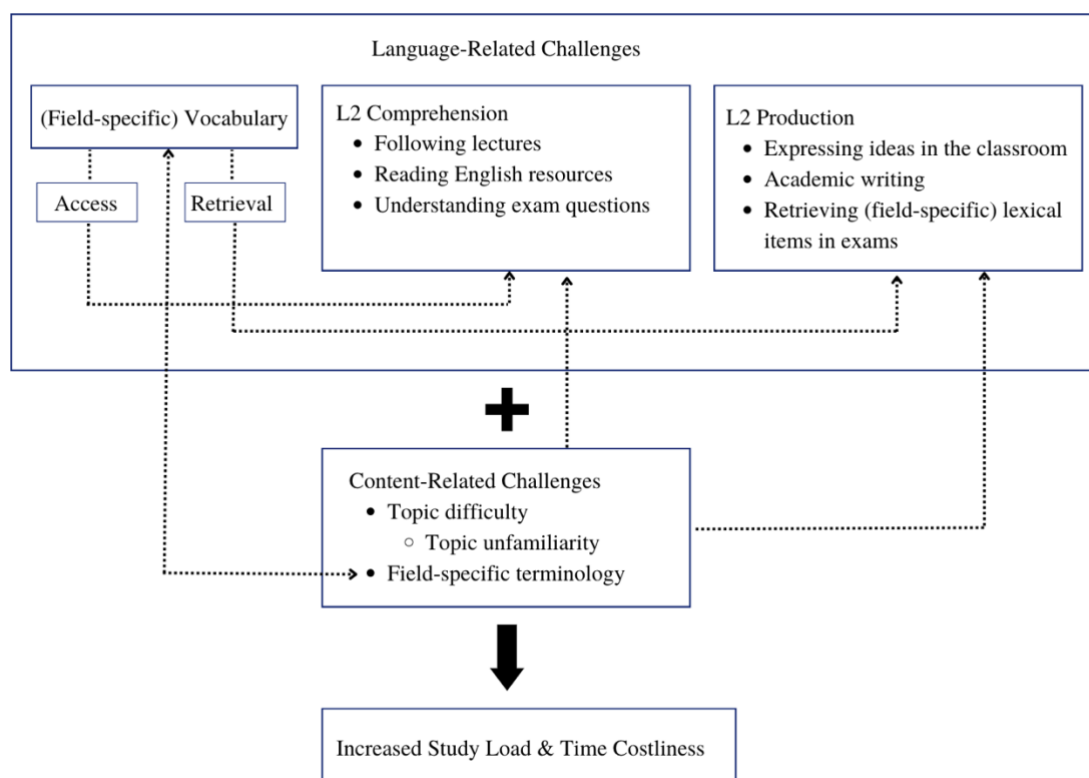 Language-Related Challenges
(Field-specific) Vocabulary
Access
Retrieval
L2 Comprehension
• Following lectures
• Reading English resources
• Understanding exam questions
L2 Production
• Expressing ideas in the classroom
• Academic writing
• Retrieving (field-specific) lexical
items in exams
Content-Related Challenges
• Topic difficulty
○ Topic unfamiliarity
• Field-specific terminology
Increased Study Load & Time Costliness